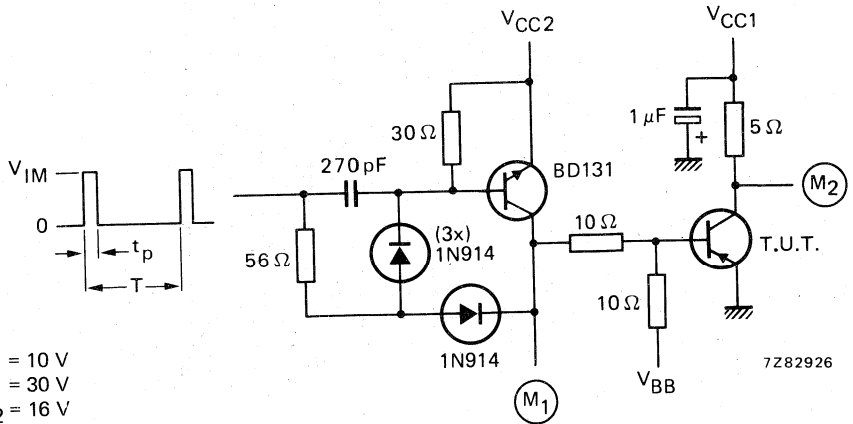 V_CC2
V_CC1
30 Ω
1 μF
+
5 Ω
V_IM
270 pF
BD131
M2
0
10 Ω
(3x)
1N914
T.U.T.
t_p
56 Ω
T
10 Ω
1N914
= 10 V
= 30 V
2 = 16 V
V_BB
7Z82926
M1